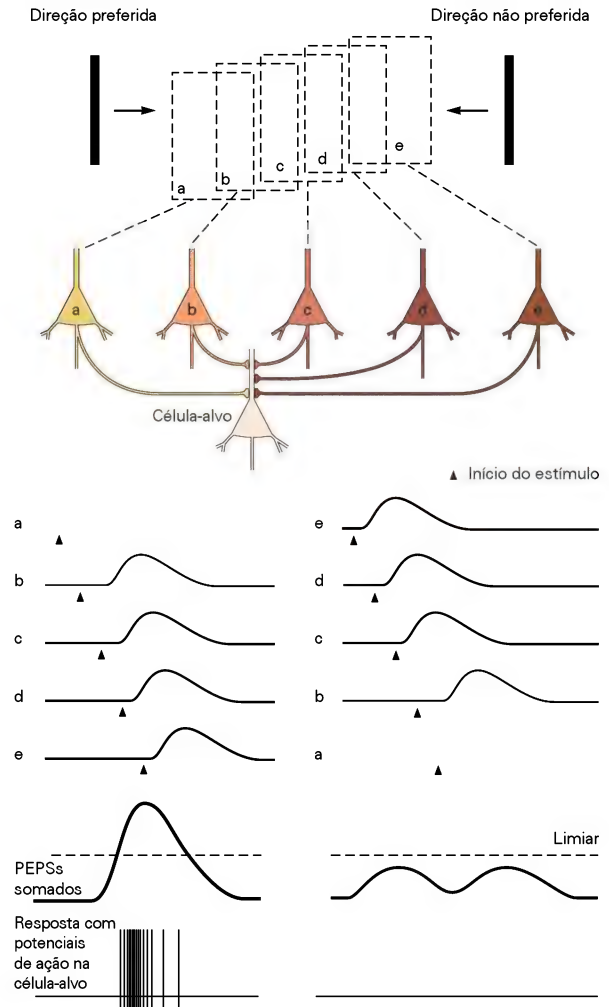 Direção preferida
Direção não preferida
a
b
c
d
e
a
b
c
d
e
Célula-alvo
Início do estímulo
a
b
c
d
e
e
d
c
b
a
PEPSs
somados
Limiar
Resposta com
potenciais
de ação na
célula-alvo